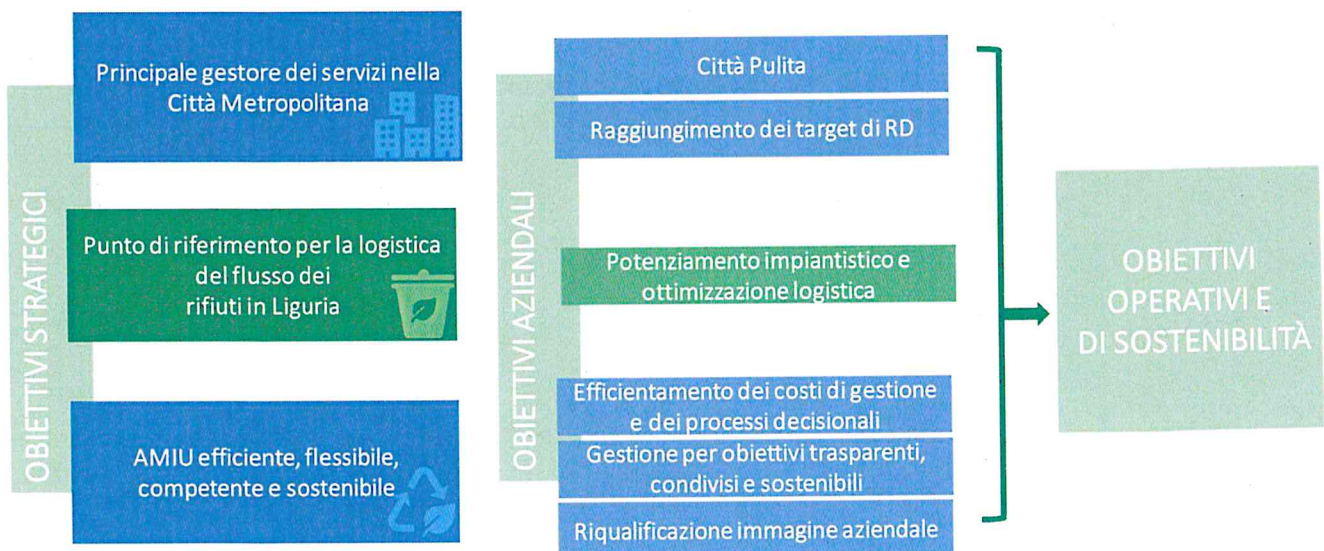 OBIETTIVI STRATEGICI
Principale gestore dei servizi nella
Città Metropolitana
Punto di riferimento per la logistica
del flusso dei
rifiuti in Liguria
AMIU efficiente, flessibile,
competente e sostenibile
OBIETTIVI AZIENDALI
Città Pulita
Raggiungimento dei target di RD
Potenziamento impiantistico e
ottimizzazione logistica
Efficientamento dei costi di gestione
e dei processi decisionali
Gestione per obiettivi trasparenti,
condivisi e sostenibili
Riqualificazione immagine aziendale
OBIETTIVI
OPERATIVI E
DI SOSTENIBILITÀ